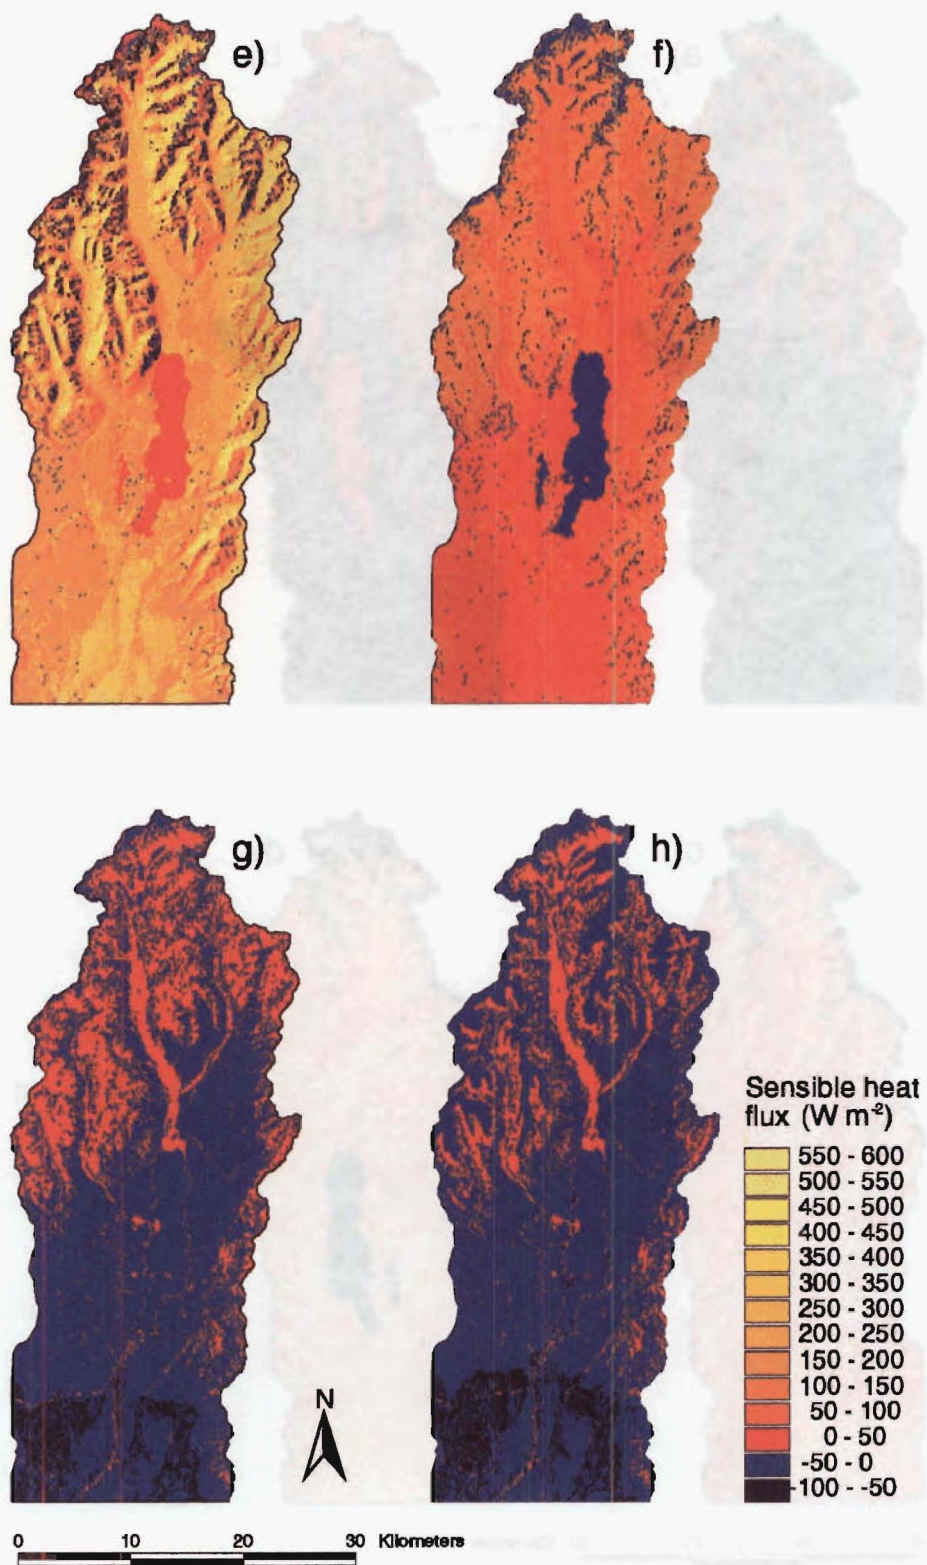 e)
f)
g)
h)
Sensible heat
flux (W m⁻²)
550 - 600
500 - 550
450 - 500
400 - 450
350 - 400
300 - 350
250 - 300
200 - 250
150 - 200
100 - 150
50 - 100
0 - 50
-50 - 0
-100 - -50
N
0 10 20 30 Kilometers